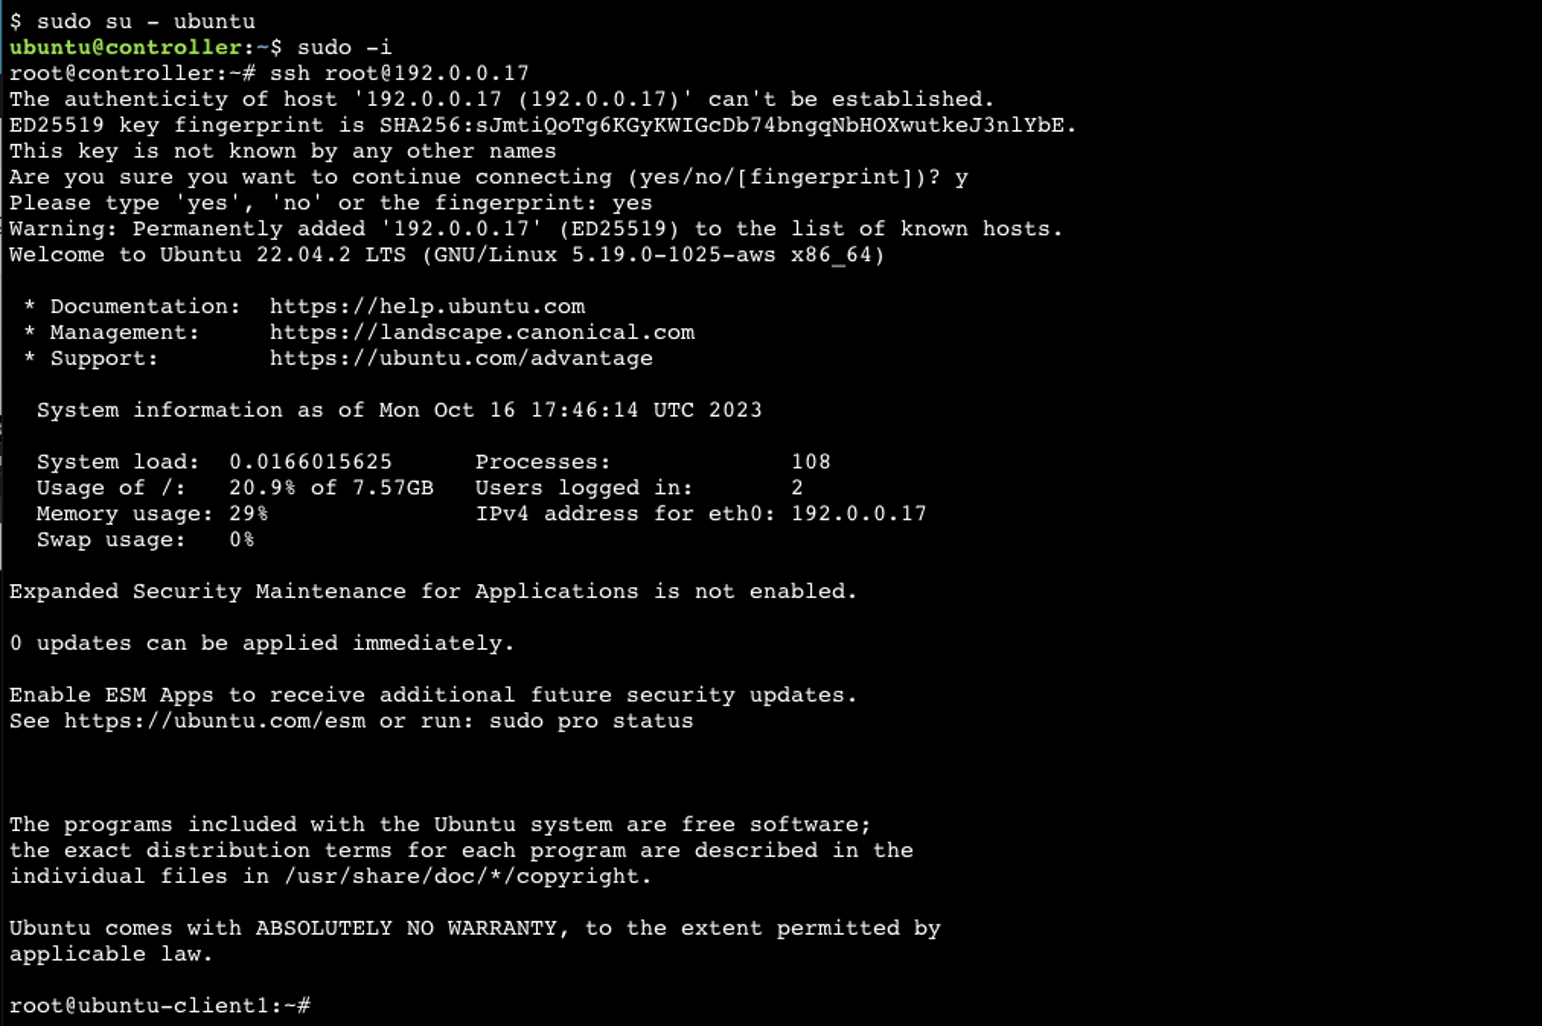 $ sudo su - ubuntu
ubuntu@controller:~$ sudo -i
root@controller:~# ssh root@192.0.0.17
The authenticity of host '192.0.0.17 (192.0.0.17)' can't be established.
ED25519 key fingerprint is SHA256:sJmtiQoTg6KGyKWIGcDb74bngqNbHOXwutkeJ3nlYbE.
This key is not known by any other names
Are you sure you want to continue connecting (yes/no/[fingerprint])? y
Please type 'yes', 'no' or the fingerprint: yes
Warning: Permanently added '192.0.0.17' (ED25519) to the list of known hosts.
Welcome to Ubuntu 22.04.2 LTS (GNU/Linux 5.19.0-1025-aws x86_64)

 * Documentation:  https://help.ubuntu.com
 * Management:     https://landscape.canonical.com
 * Support:        https://ubuntu.com/advantage

  System information as of Mon Oct 16 17:46:14 UTC 2023

  System load:  0.0166015625      Processes:             108
  Usage of /:   20.9% of 7.57GB   Users logged in:       2
  Memory usage: 29%               IPv4 address for eth0: 192.0.0.17
  Swap usage:   0%

Expanded Security Maintenance for Applications is not enabled.

0 updates can be applied immediately.

Enable ESM Apps to receive additional future security updates.
See https://ubuntu.com/esm or run: sudo pro status

The programs included with the Ubuntu system are free software;
the exact distribution terms for each program are described in the
individual files in /usr/share/doc/*/copyright.

Ubuntu comes with ABSOLUTELY NO WARRANTY, to the extent permitted by
applicable law.

root@ubuntu-client1:~#